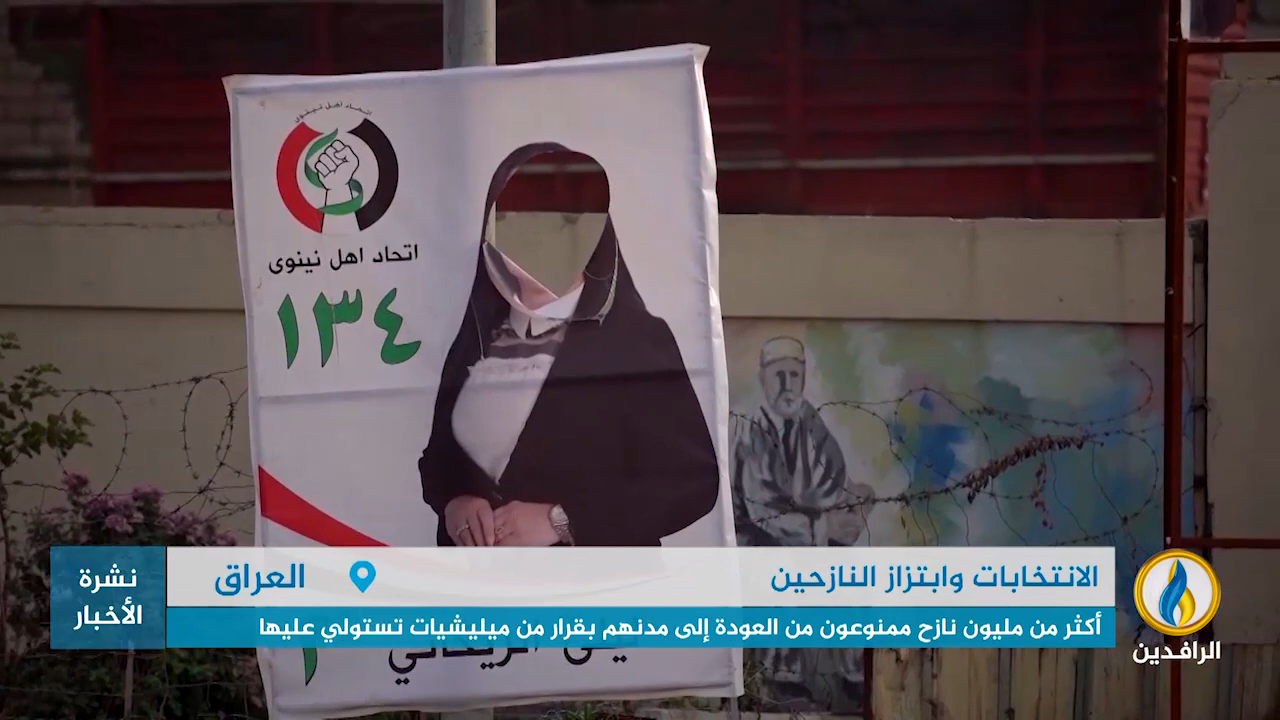 اتحاد اهل نينوى
اتحاد اهل نينوى
١٣٤
الانتخابات وابتزاز النازحين
العراق
نشرة
الأخبار
أكثر من مليون نازح ممنوعون من العودة إلى مدنهم بقرار من ميليشيات تستولي عليها
الرافدين